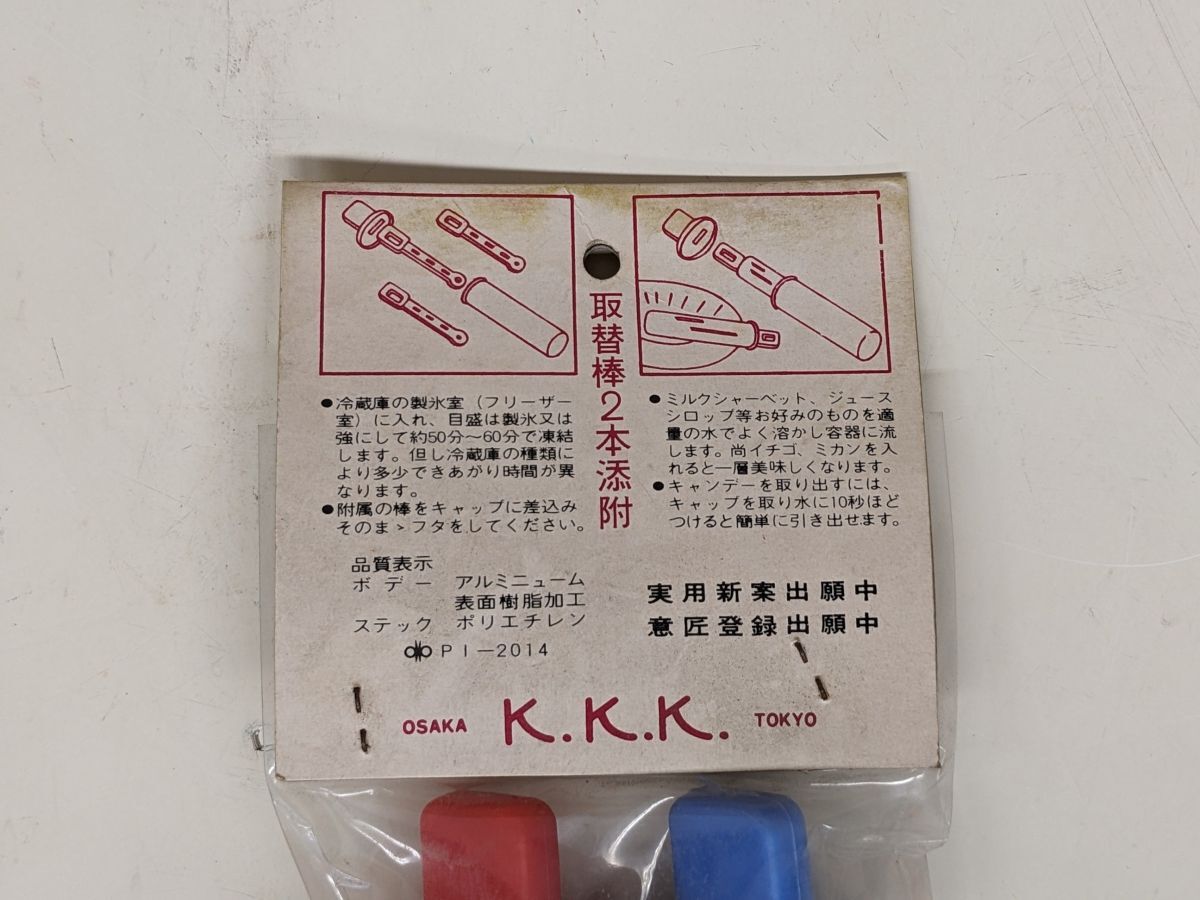 取替棒2本添附
●冷蔵庫の製氷室（フリーザー
室）に入れ、目盛は製氷又は
強にして約50分〜60分で凍結
します。但し冷蔵庫の種類に
より多少できあがり時間が異
なります。
●附属の棒をキャップに差込み
そのまゝフタをしてください。
●ミルクシャーベット、ジュース
シロップ等お好みのものを適
量の水でよく溶かし容器に流
します。尚イチゴ、ミカンを入
れると一層美味しくなります。
●キャンデーを取り出すには、
キャップを取り水に10秒ほど
つけると簡単に引き出せます。
品質表示
ボデー アルミニューム
表面樹脂加工
ステック ポリエチレン
PI−2014
実用新案出願中
意匠登録出願中
OSAKA K.K.K. TOKYO